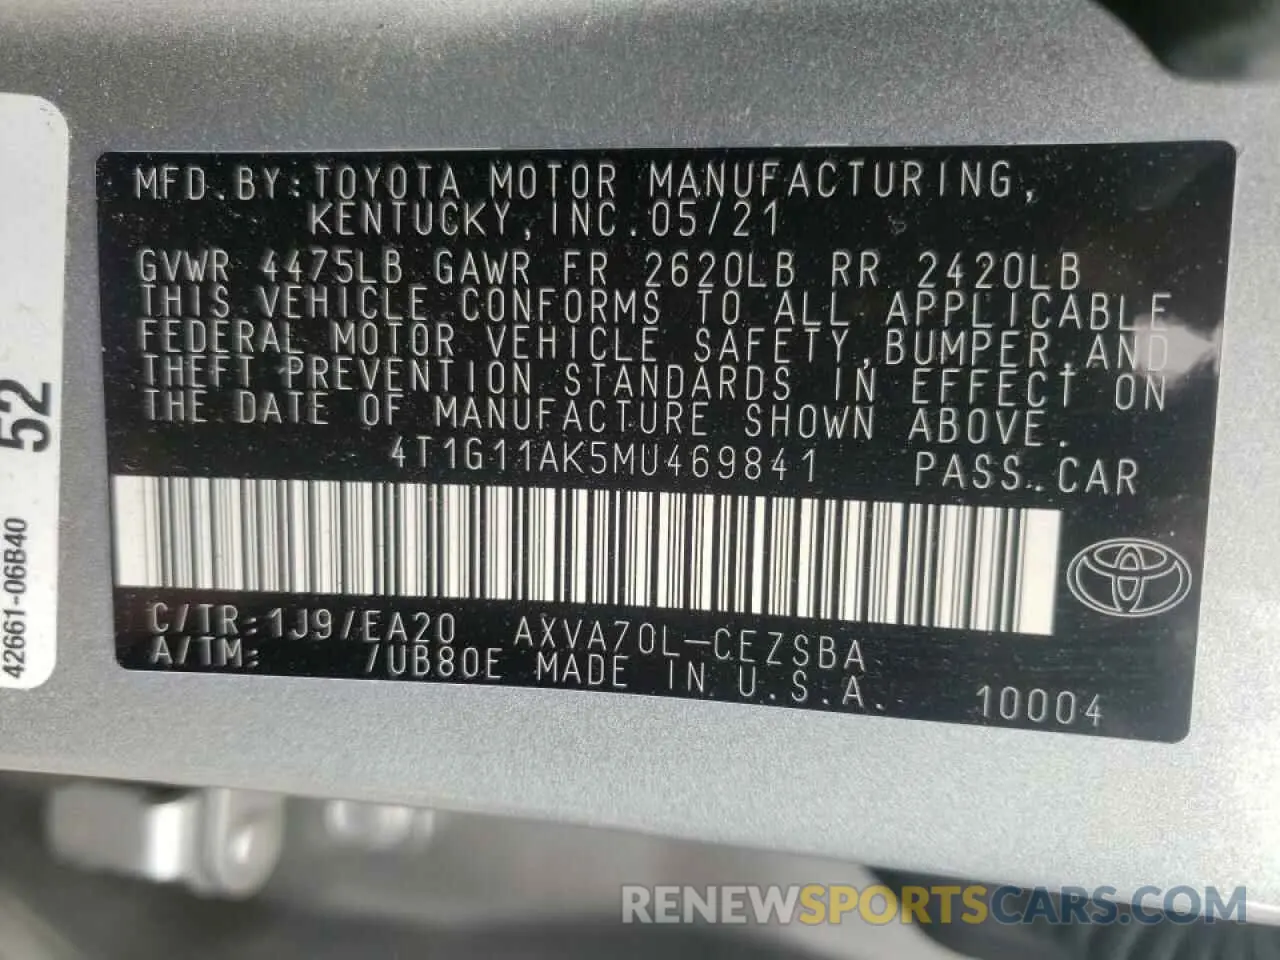 MFD.BY:TOYOTA MOTOR MANUFACTURING,
KENTUCKY,INC.05/21
GVWR 4475LB GAWR FR 2620LB RR 2420LB
THIS VEHICLE CONFORMS TO ALL APPLICABLE
FEDERAL MOTOR VEHICLE SAFETY,BUMPER,AND
THEFT PREVENTION STANDARDS IN EFFECT ON
THE DATE OF MANUFACTURE SHOWN ABOVE.
4T1G11AK5MU469841 PASS.CAR
C/TR:1J9/EA20 AXVA70L-CEZSBA
A/TM: /UB80E MADE IN U.S.A.
10004
52
42661-06B40
RENEWSPORTSCARS.COM